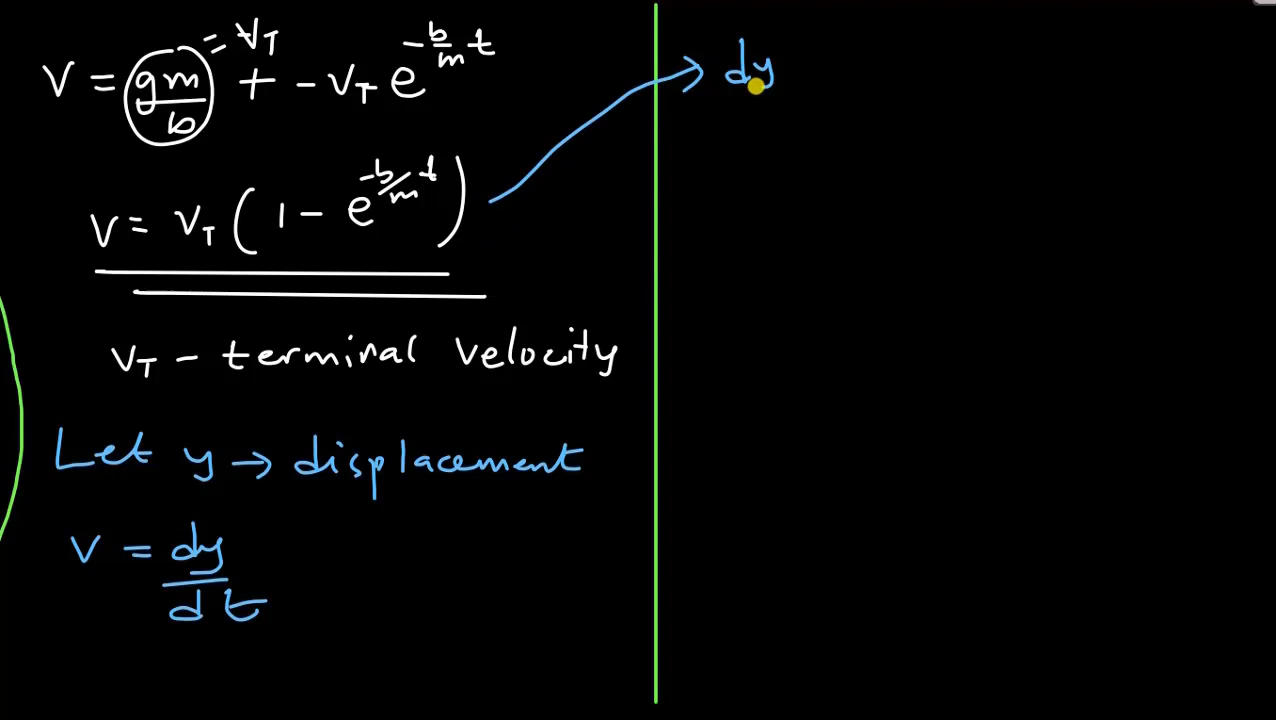 V = gm/b = V_T + - V_T e^{-b/m t}
V = V_T ( 1 - e^{-b/m t} )
V_T - terminal velocity
Let y → displacement
V = dy/dt
→ dy